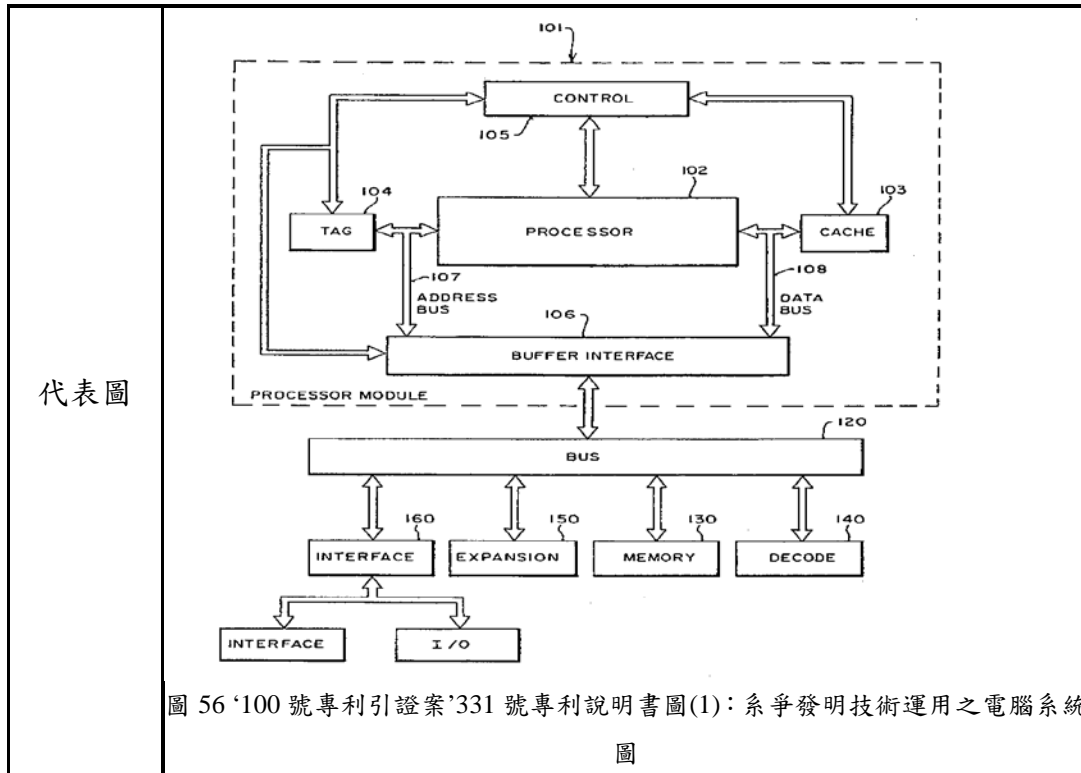 代表圖
101
CONTROL
105
102
104
103
TAG
PROCESSOR
CACHE
107
108
ADDRESS
BUS
DATA
BUS
106
BUFFER INTERFACE
PROCESSOR MODULE
120
BUS
160
150
130
140
INTERFACE
EXPANSION
MEMORY
DECODE
INTERFACE
I/O
圖 56 ‘100 號專利引證案’331 號專利說明書圖(1)：系爭發明技術運用之電腦系統
圖